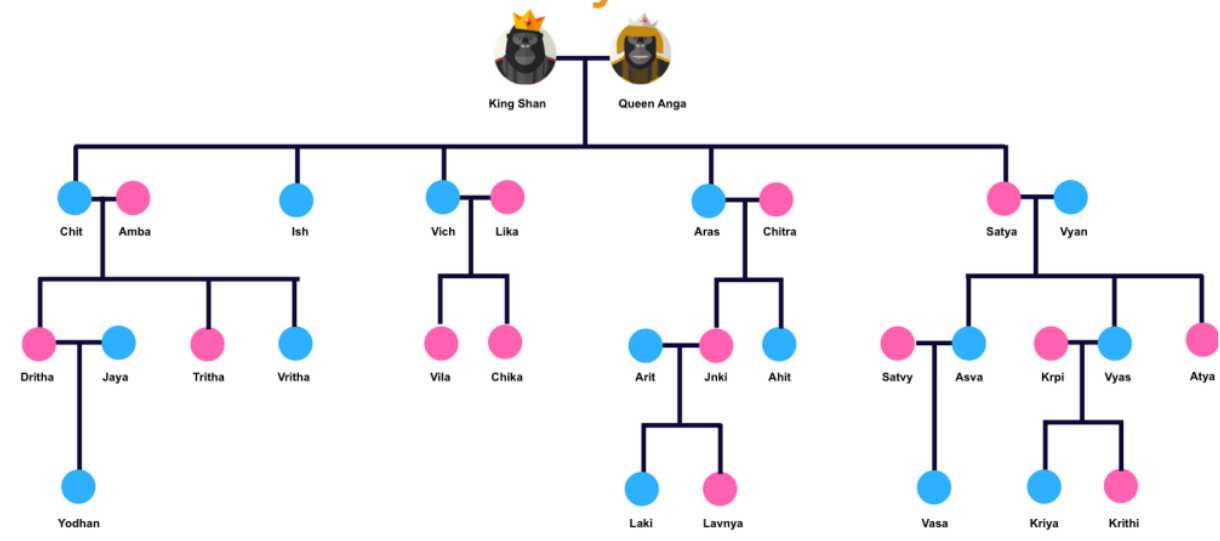 King Shan Queen Anga
Chit Amba Ish Vich Lika Aras Chitra Satya Vyan
Dritha Jaya Tritha Vritha Vila Chika Arit Jnki Ahit Satvy Asva Krpi Vyas Atya
Yodhan Laki Lavnya Vasa Kriya Krithi